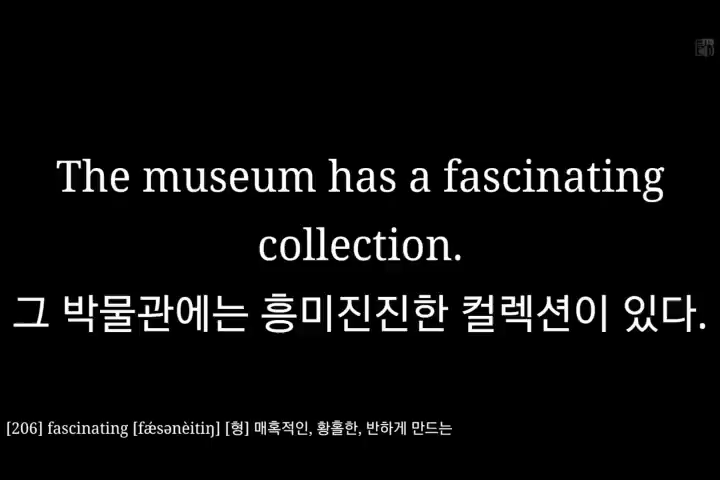 The museum has a fascinating
collection.
그 박물관에는 흥미진진한 컬렉션이 있다.
[206] fascinating [fǽsənèitiŋ] [형] 매혹적인, 황홀한, 반하게 만드는